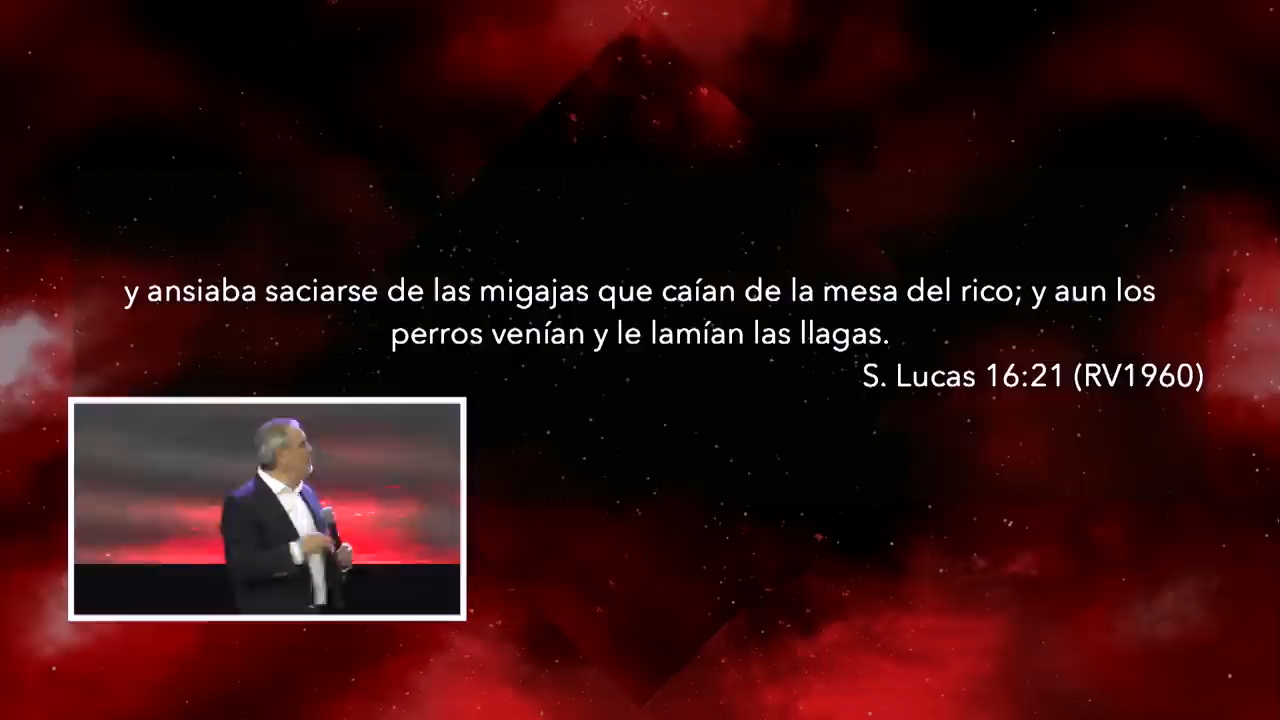 y ansiaba saciarse de las migajas que caían de la mesa del rico; y aun los
perros venían y le lamían las llagas.
S. Lucas 16:21 (RV1960)